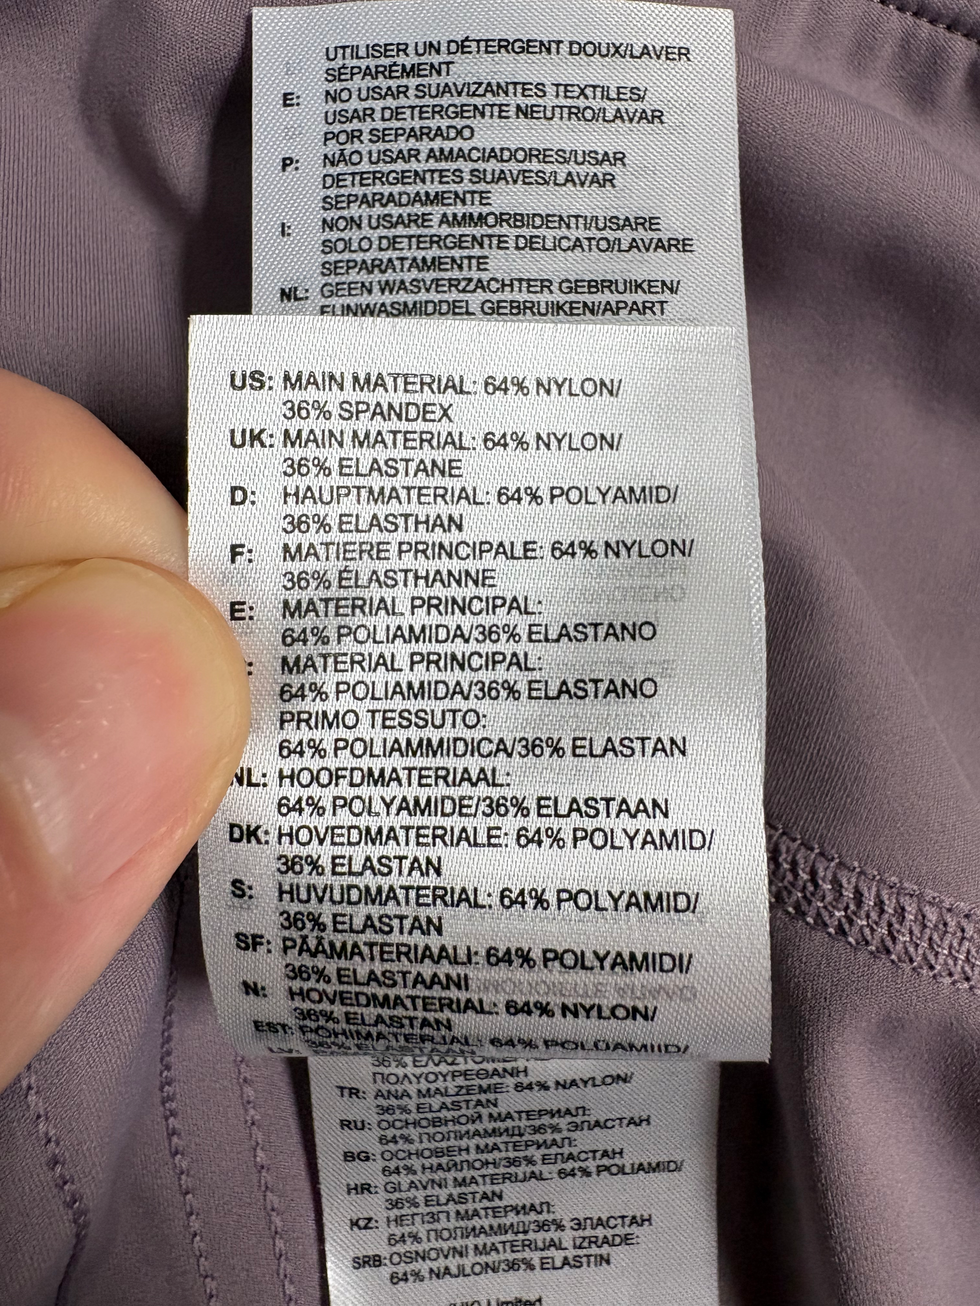 UTILISER UN DÉTERGENT DOUX/LAVER
SÉPARÉMENT
E: NO USAR SUAVIZANTES TEXTILES/
USAR DETERGENTE NEUTRO/LAVAR
POR SEPARADO
P: NÃO USAR AMACIADORES/USAR
DETERGENTES SUAVES/LAVAR
SEPARADAMENTE
I: NON USARE AMMORBIDENTI/USARE
SOLO DETERGENTE DELICATO/LAVARE
SEPARATAMENTE
NL: GEEN WASVERZACHTER GEBRUIKEN/
FIJNWASMIDDEL GEBRUIKEN/APART
US: MAIN MATERIAL: 64% NYLON/
36% SPANDEX
UK: MAIN MATERIAL: 64% NYLON/
36% ELASTANE
D: HAUPTMATERIAL: 64% POLYAMID/
36% ELASTHAN
F: MATIERE PRINCIPALE: 64% NYLON/
36% ÉLASTHANNE
E: MATERIAL PRINCIPAL:
64% POLIAMIDA/36% ELASTANO
: MATERIAL PRINCIPAL:
64% POLIAMIDA/36% ELASTANO
PRIMO TESSUTO:
64% POLIAMMIDICA/36% ELASTAN
NL: HOOFDMATERIAAL:
64% POLYAMIDE/36% ELASTAAN
DK: HOVEDMATERIALE: 64% POLYAMID/
36% ELASTAN
S: HUVUDMATERIAL: 64% POLYAMID/
36% ELASTAN
SF: PÄÄMATERIAALI: 64% POLYAMIDI/
36% ELASTAANI
N: HOVEDMATERIAL: 64% NYLON/
36% ELASTAN
EST: PÕHIMATERJAL: 64% POLÜAMIID/
36% ELASTAAN
36%
ΠΟΛΥΟΥΡΕΘΑΝΗ
TR: ANA MALZEME: 64% NAYLON/
36% ELASTAN
RU: ОСНОВНОЙ МАТЕРИАЛ:
64% ПОЛИАМИД/36% ЭЛАСТАН
BG: ОСНОВЕН МАТЕРИАЛ:
64% НАЙЛОН/36% ЕЛАСТАН
HR: GLAVNI MATERIJAL: 64% POLIAMID/
36% ELASTAN
KZ: НЕГІЗГІ МАТЕРИАЛ:
64% ПОЛИАМИД/36% ЭЛАСТАН
SRB: OSNOVNI MATERIJAL IZRADE:
64% NAJLON/36% ELASTIN
Limited